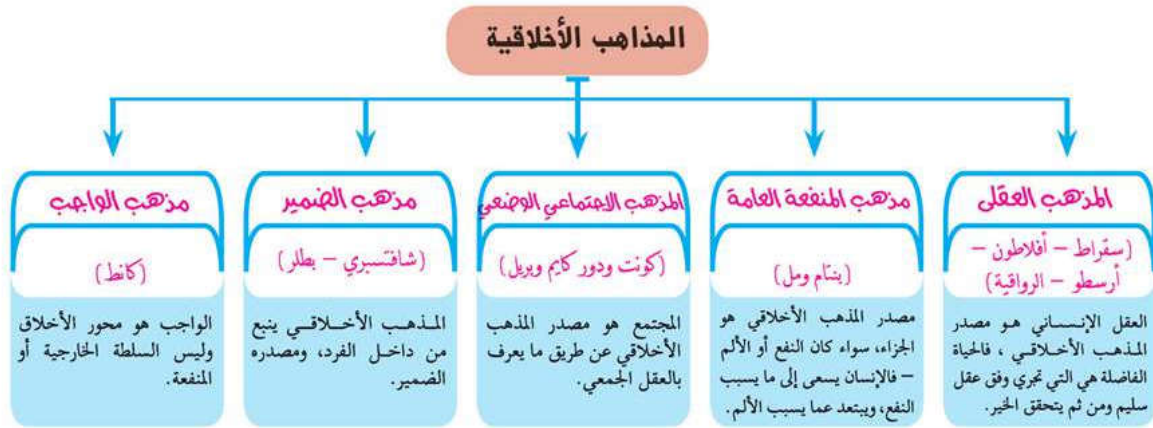 المذاهب الأخلاقية
المذهب العقلى
(سقراط – أفلاطون –
أرسطو – الرواقية)
العقل الإنساني هو مصدر
المذهب الأخلاقي ، فالحياة
الفاضلة هي التي تجري وفق عقل
سليم ومن ثم يتحقق الخير.
مذهب المنفعة العامة
(بنتام ومل)
مصدر المذهب الأخلاقي هو
الجزاء، سواء كان النفع أو الألم
– فالإنسان يسعى إلى ما يسبب
النفع، ويبتعد عما يسبب الألم.
المذهب الاجتماعي الوضعي
(كونت ودور كايم وبريل)
المجتمع هو مصدر المذهب
الأخلاقي عن طريق ما يعرف
بالعقل الجمعي.
مذهب الضمير
(شافتسبري – بطلر)
المذهب الأخلاقي ينبع
من داخل الفرد، ومصدره
الضمير.
مذهب الواجب
(كانط)
الواجب هو محور الأخلاق
وليس السلطة الخارجية أو
المنفعة.